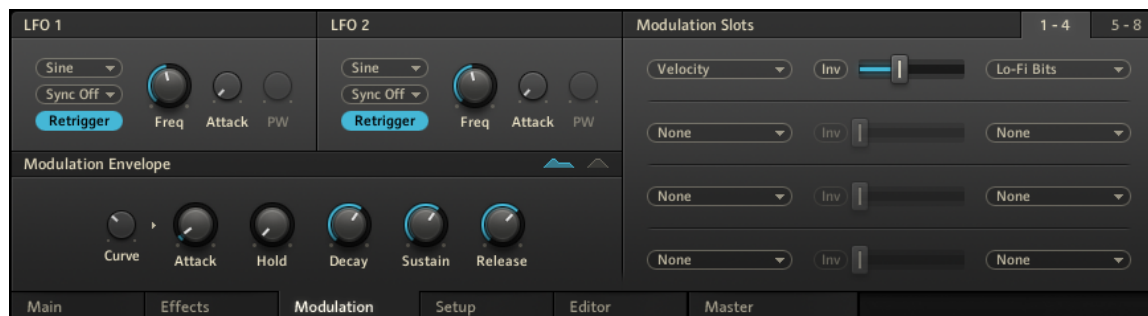 LFO 1
LFO 2
Modulation Slots
1 - 4
5 - 8
Sine
Sync Off
Retrigger
Freq
Attack
PW
Sine
Sync Off
Retrigger
Freq
Attack
PW
Velocity
Inv
Lo-Fi Bits
None
Inv
None
None
Inv
None
None
Inv
None
Modulation Envelope
Curve
Attack
Hold
Decay
Sustain
Release
Main
Effects
Modulation
Setup
Editor
Master